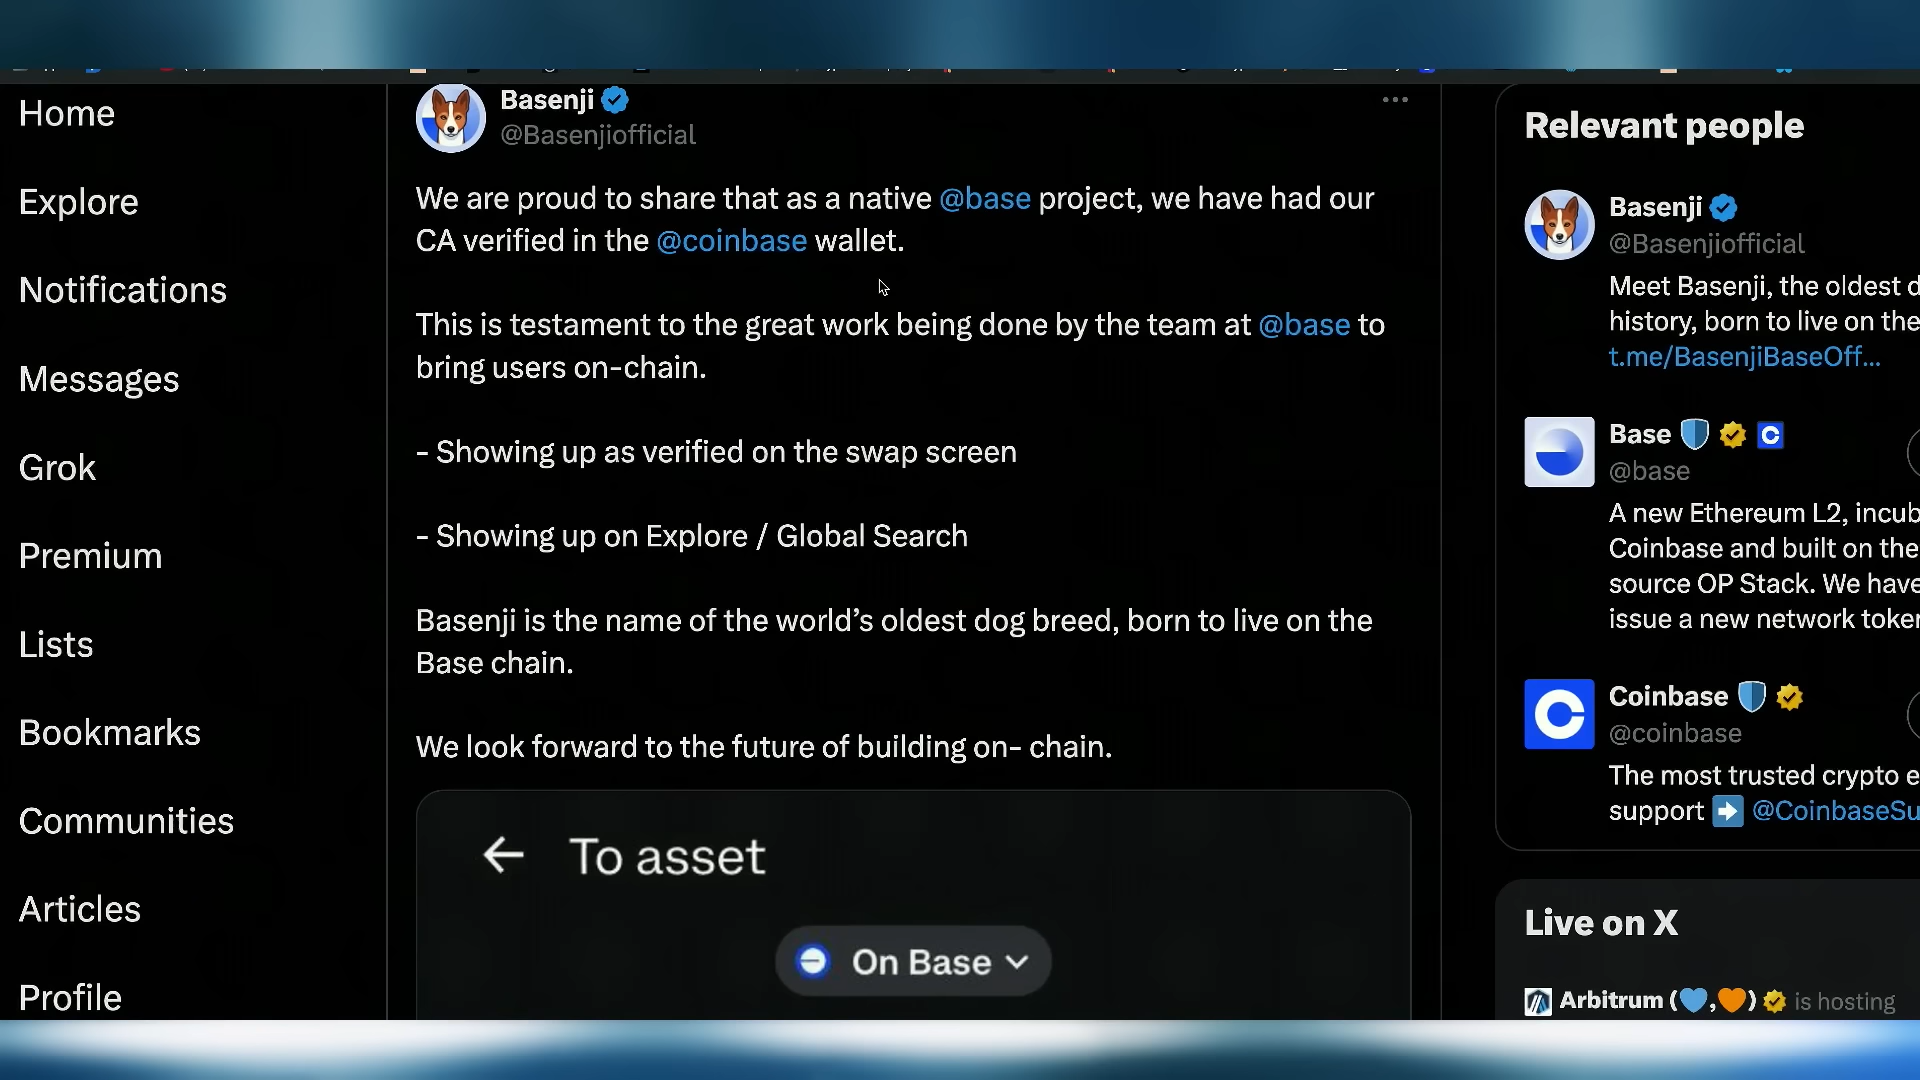 Home
Explore
Notifications
Messages
Grok
Premium
Lists
Bookmarks
Communities
Articles
Profile
Basenji
@Basenjiofficial
We are proud to share that as a native @base project, we have had our
CA verified in the @coinbase wallet.
This is testament to the great work being done by the team at @base to
bring users on-chain.
- Showing up as verified on the swap screen
- Showing up on Explore / Global Search
Basenji is the name of the world’s oldest dog breed, born to live on the
Base chain.
We look forward to the future of building on- chain.
To asset
On Base
Relevant people
Basenji
@Basenjiofficial
Meet Basenji, the oldest d
history, born to live on the
t.me/BasenjiBaseOff...
Base
@base
A new Ethereum L2, incub
Coinbase and built on the
source OP Stack. We have
issue a new network token
Coinbase
@coinbase
The most trusted crypto e
support @CoinbaseSu
Live on X
Arbitrum (💙,🧡) is hosting